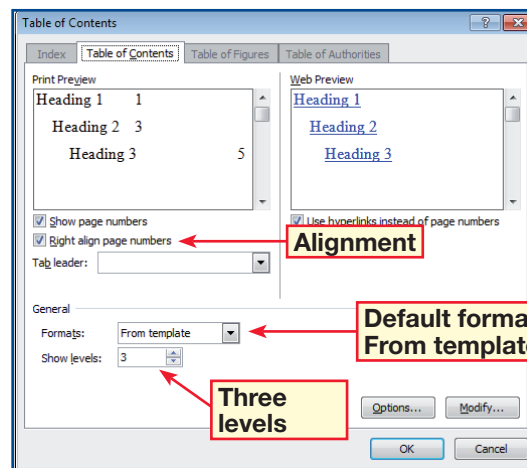 Table of Contents
Index Table of Contents Table of Figures Table of Authorities
Print Preview
Heading 1 1
Heading 2 3
Heading 3 5
Web Preview
Heading 1
Heading 2
Heading 3
Show page numbers
Use hyperlinks instead of page numbers
Right align page numbers
Alignment
Tab leader:
General
Formats: From template
Default forma
From template
Show levels: 3
Three
levels
Options... Modify...
OK Cancel